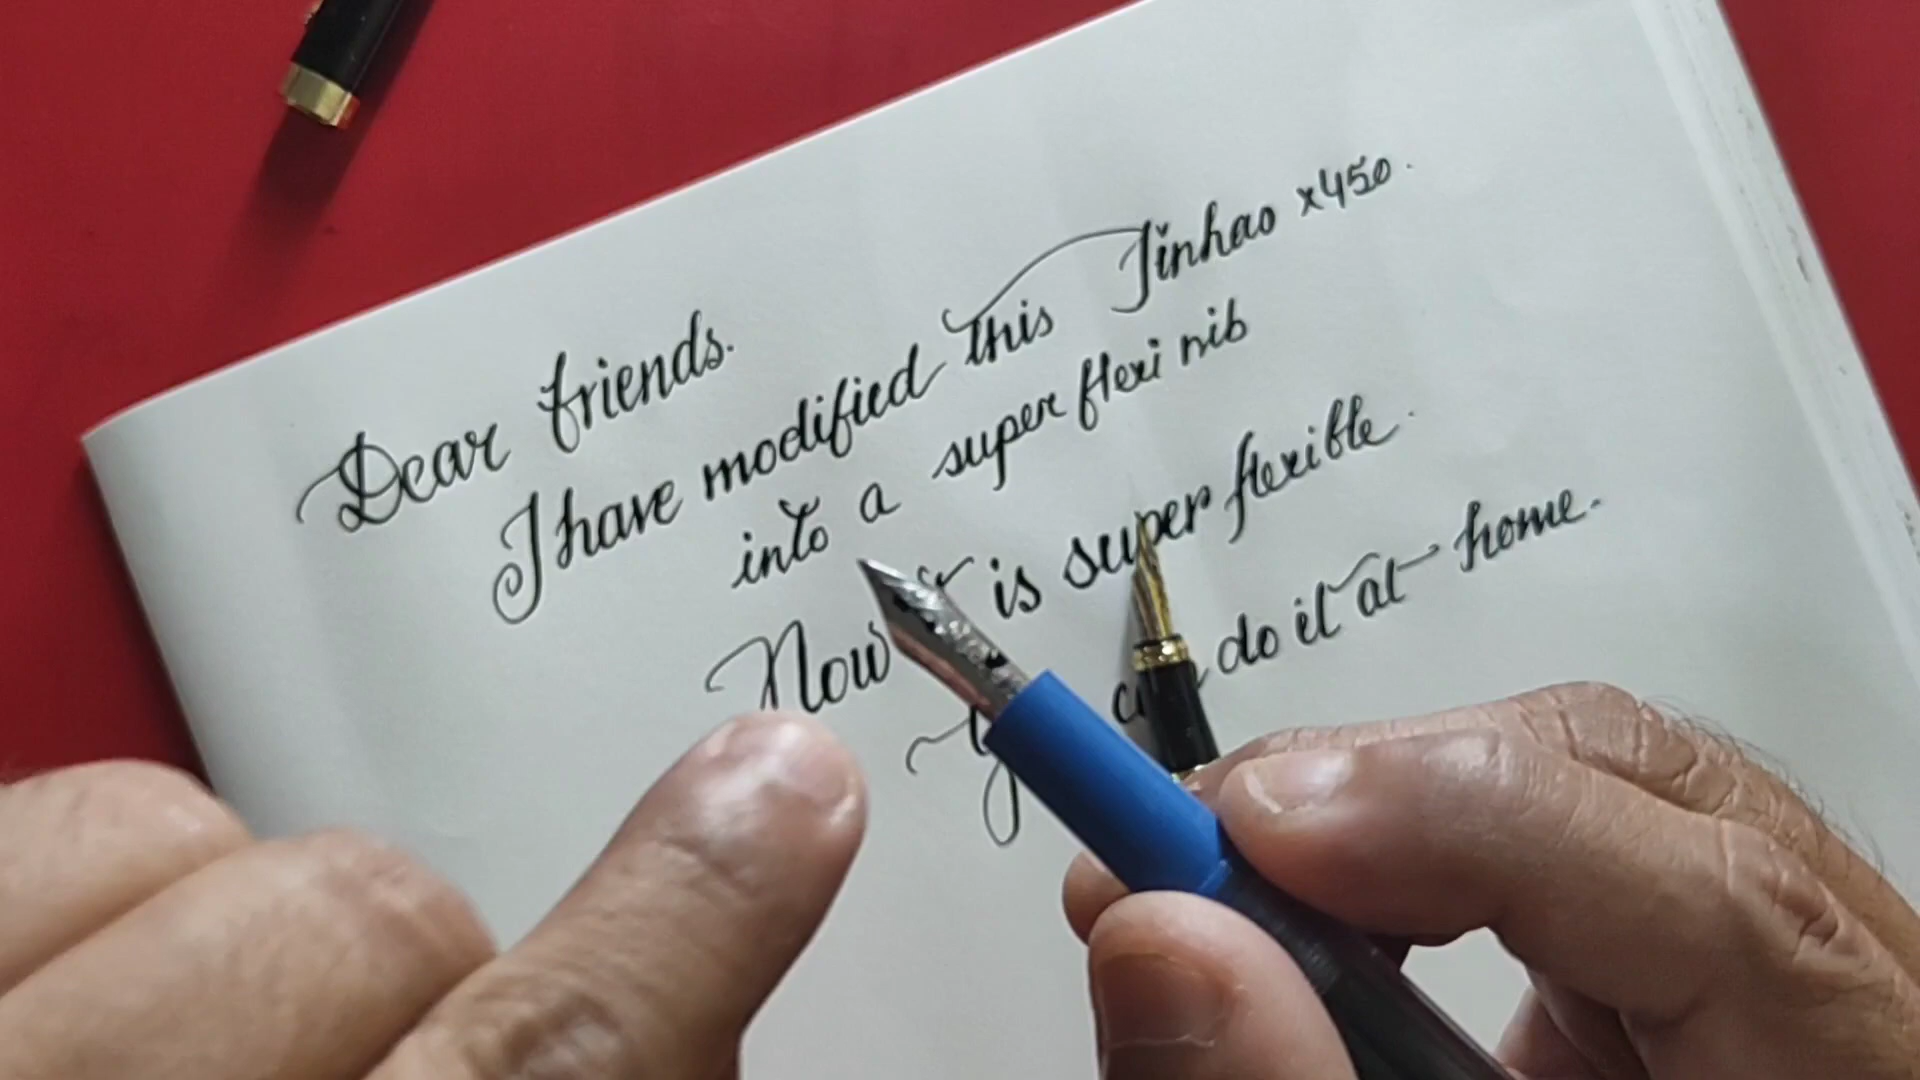 Dear friends.
I have modified this Jinhao x450.
into a super flexi nib
Now is super flexible.
do it at home.